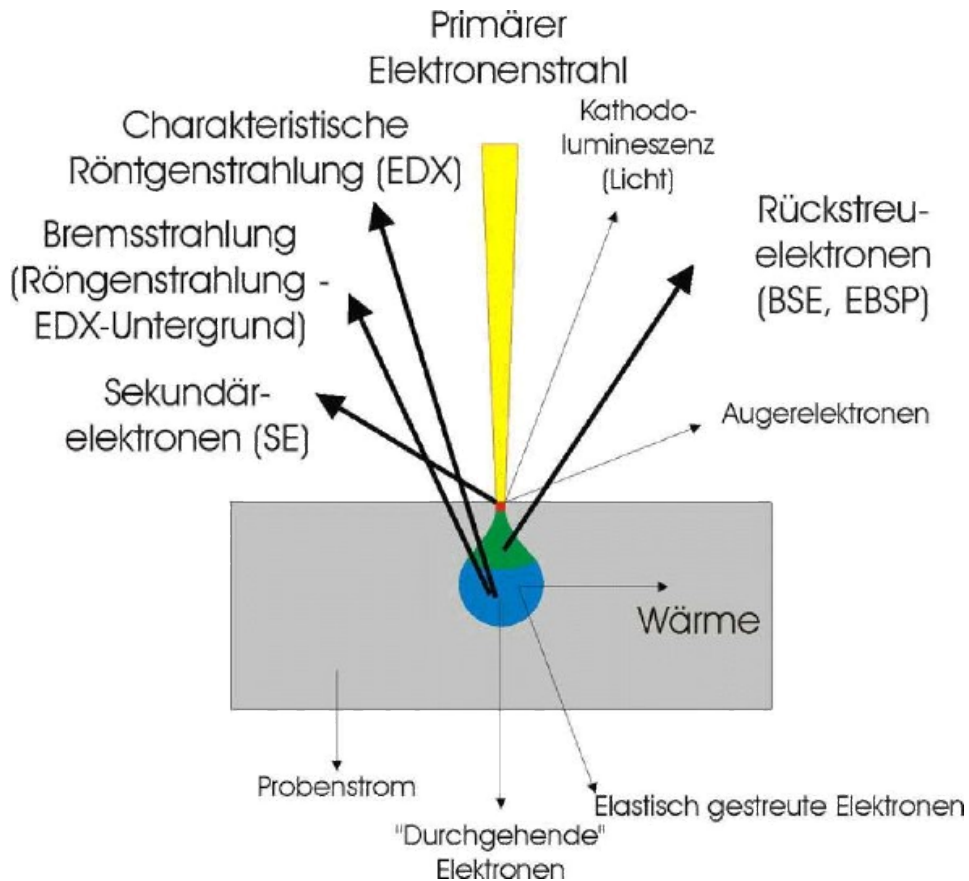 Primärer
Elektronenstrahl
Charakteristische
Röntgenstrahlung (EDX)
Kathodo-
lumineszenz
(Licht)
Bremsstrahlung
(Röngenstrahlung -
EDX-Untergrund)
Rückstreu-
elektronen
(BSE, EBSP)
Sekundär-
elektronen (SE)
Augerelektronen
Wärme
Probenstrom
"Durchgehende"
Elektronen
Elastisch gestreute Elektronen